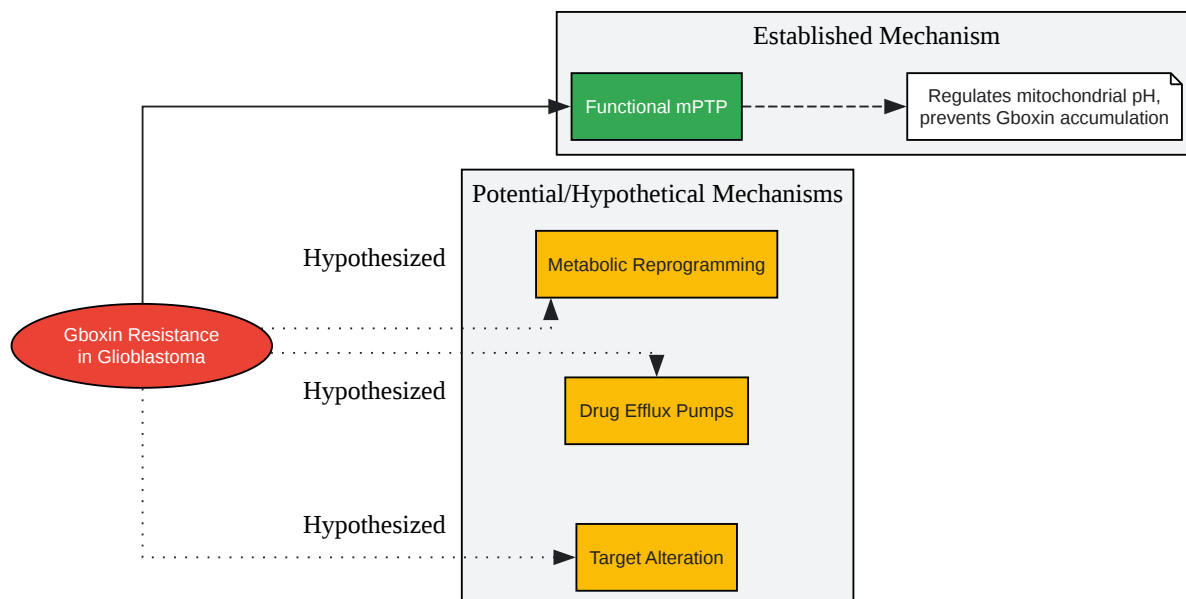 Established Mechanism
Functional mPTP
Regulates mitochondrial pH,
prevents Gboxin accumulation
Potential/Hypothetical Mechanisms
Hypothesized
Metabolic Reprogramming
Gboxin Resistance
in Glioblastoma
Hypothesized
Drug Efflux Pumps
Hypothesized
Target Alteration